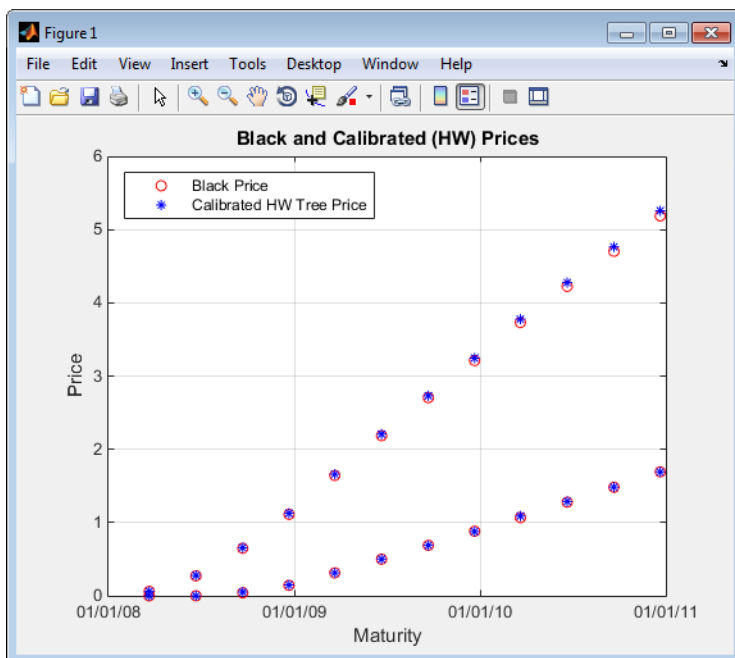 Figure 1
File Edit View Insert Tools Desktop Window Help
Black and Calibrated (HW) Prices
Black Price
Calibrated HW Tree Price
6
5
4
3
2
1
0
Price
01/01/08 01/01/09 01/01/10 01/01/11
Maturity